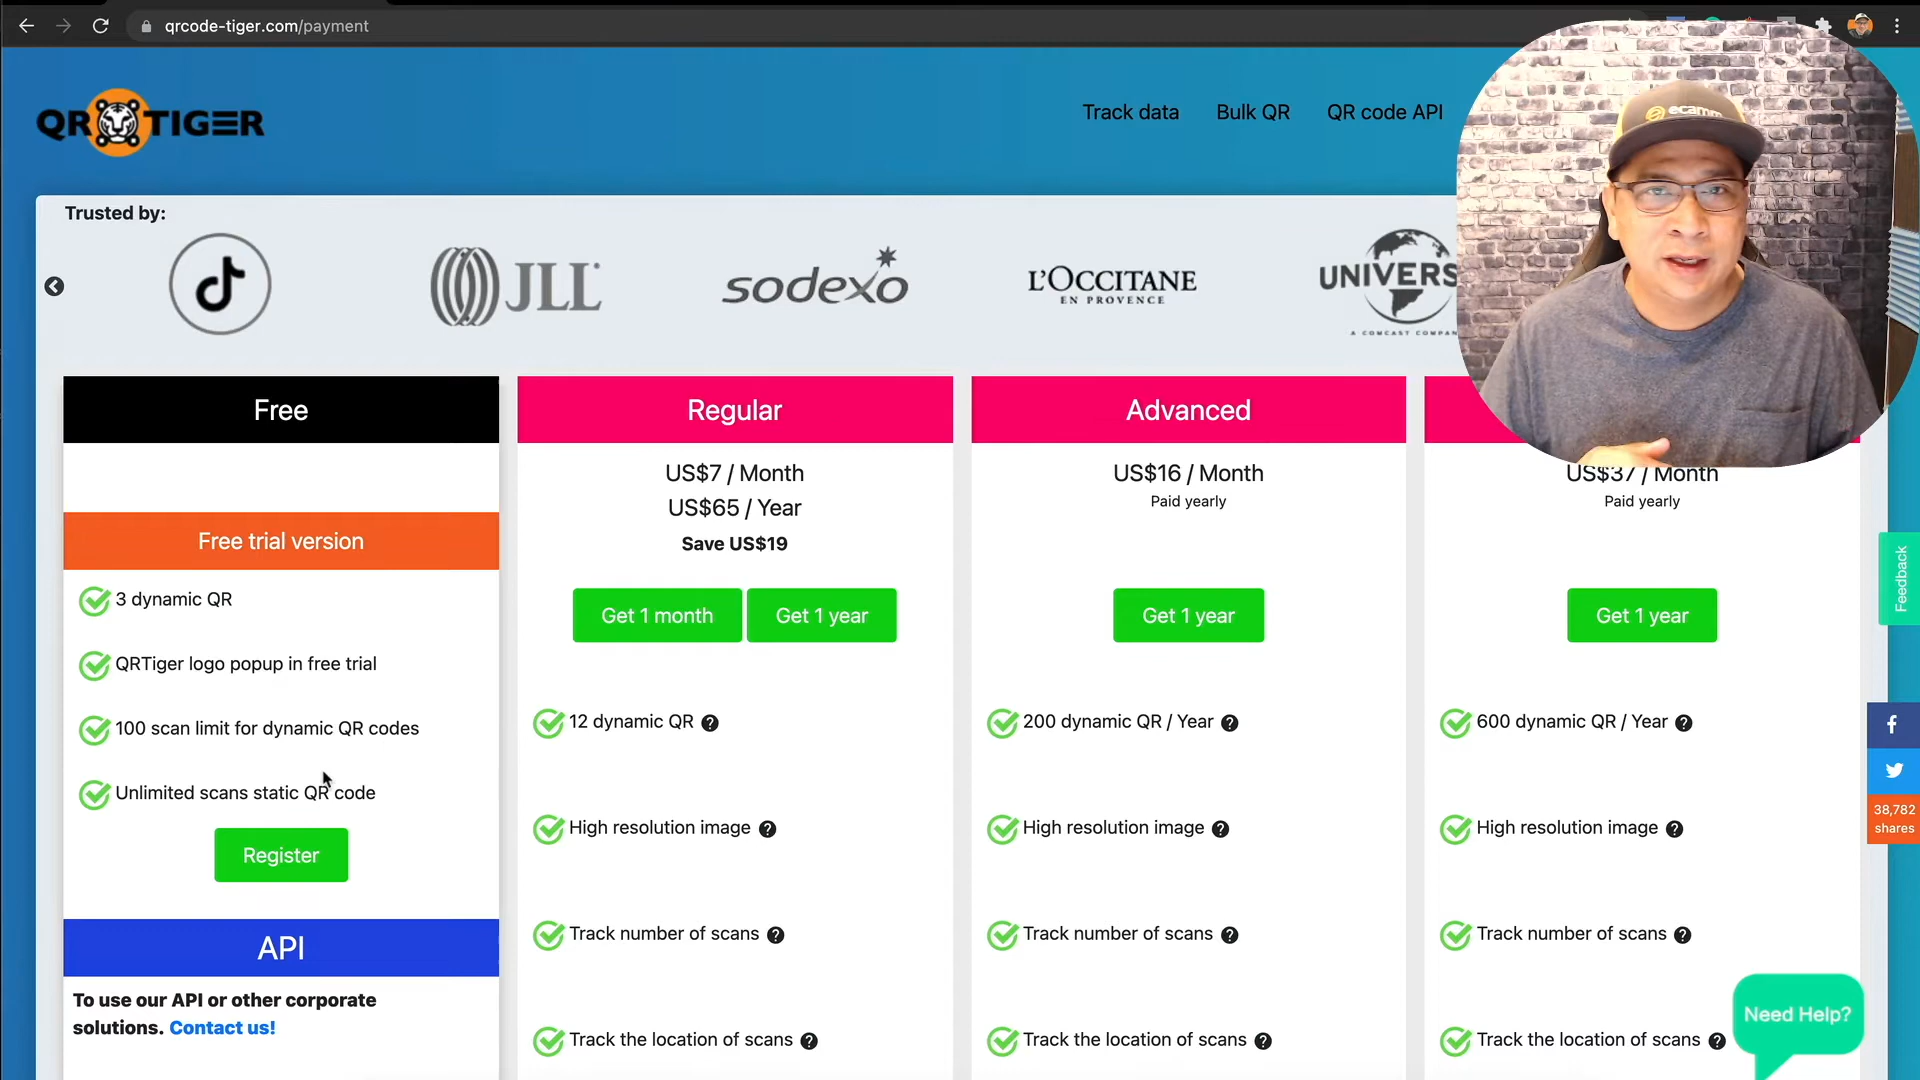 qrcode-tiger.com/payment
QR TIGER
Track data
Bulk QR
QR code API
Trusted by:
JLL
sodexo
L'OCCITANE
EN PROVENCE
A COMCAST
ecamm
Free
Free trial version
3 dynamic QR
QRTiger logo popup in free trial
100 scan limit for dynamic QR codes
Unlimited scans static QR code
Register
API
To use our API or other corporate
solutions. Contact us!
Regular
US$7 / Month
US$65 / Year
Save US$19
Get 1 month
Get 1 year
12 dynamic QR
High resolution image
Track number of scans
Track the location of scans
Advanced
US$16 / Month
Paid yearly
Get 1 year
200 dynamic QR / Year
High resolution image
Track number of scans
Track the location of scans
US$37 / Month
Paid yearly
Get 1 year
600 dynamic QR / Year
High resolution image
Track number of scans
Track the location of scans
Feedback
38,782
shares
Need Help?